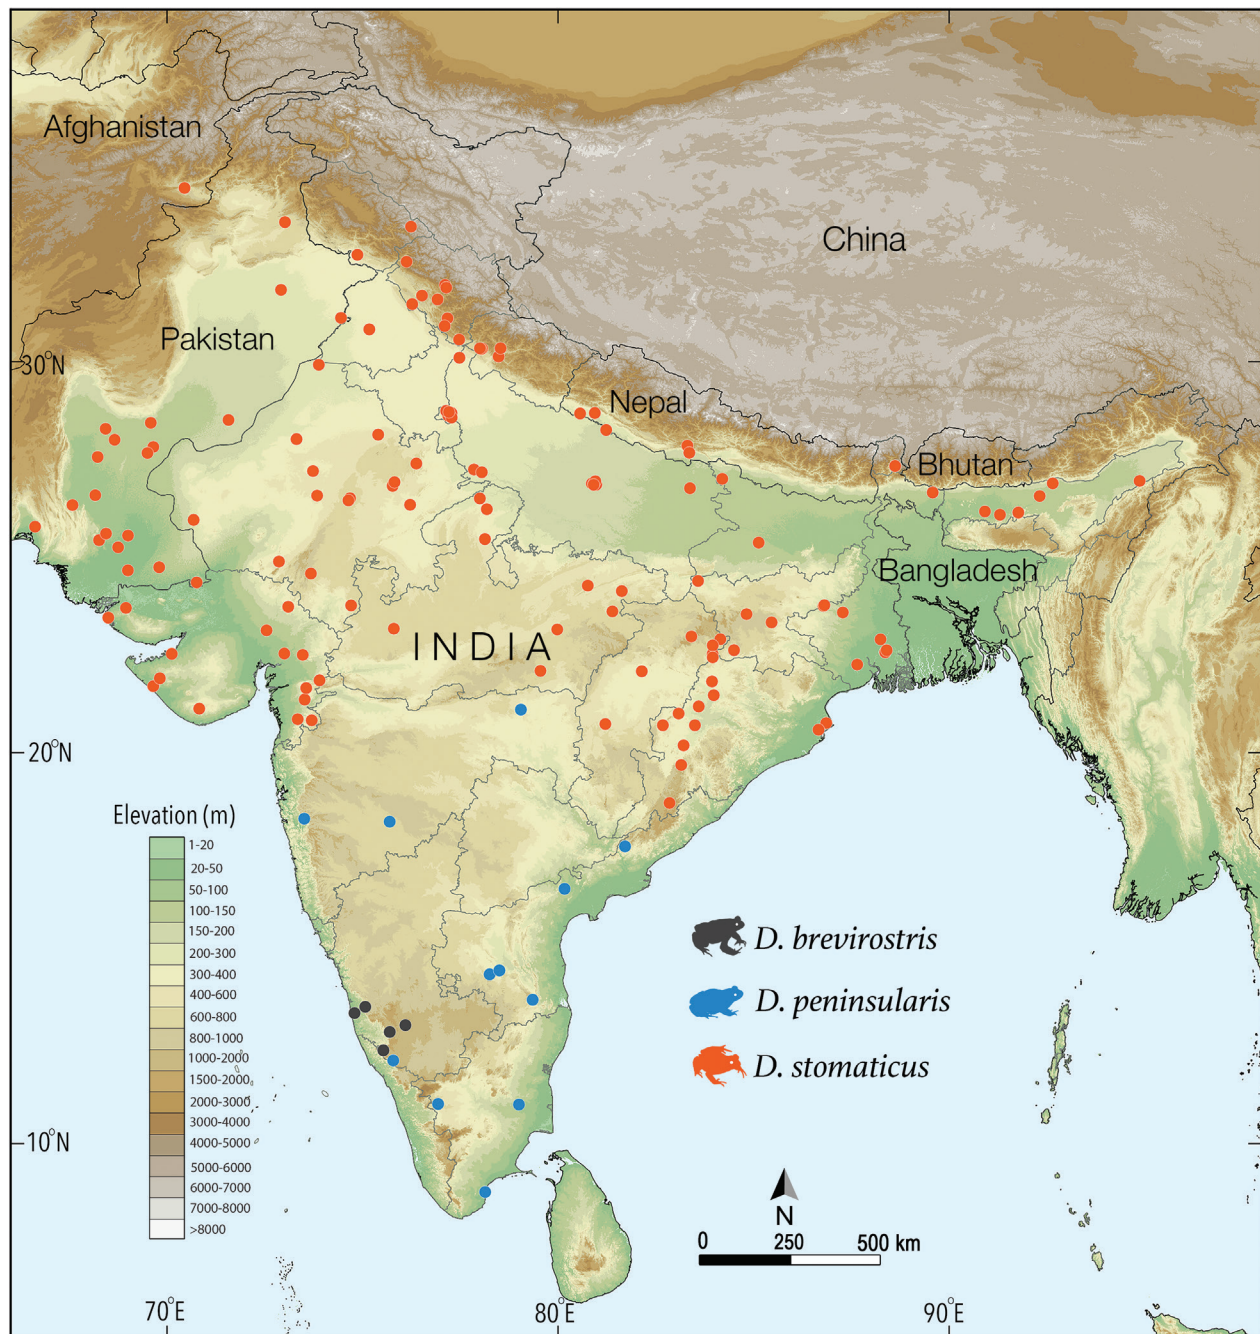 Afghanistan
China
Pakistan
30°N
Nepal
Bhutan
Bangladesh
INDIA
20°N
Elevation (m)
1-20
20-50
50-100
100-150
150-200
200-300
300-400
400-600
600-800
800-1000
1000-2000
1500-2000
2000-3000
3000-4000
4000-5000
5000-6000
6000-7000
7000-8000
>8000
D. brevirostris
D. peninsularis
D. stomaticus
10°N
N
0 250 500 km
70°E 80°E 90°E